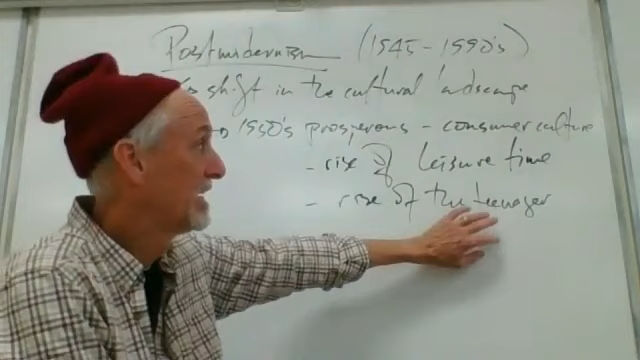 Postmodernism (1945-1990's)
↳ shift in the cultural landscape
→ 1950's prosperous - consumer culture
- rise of leisure time
- rise of the teenager